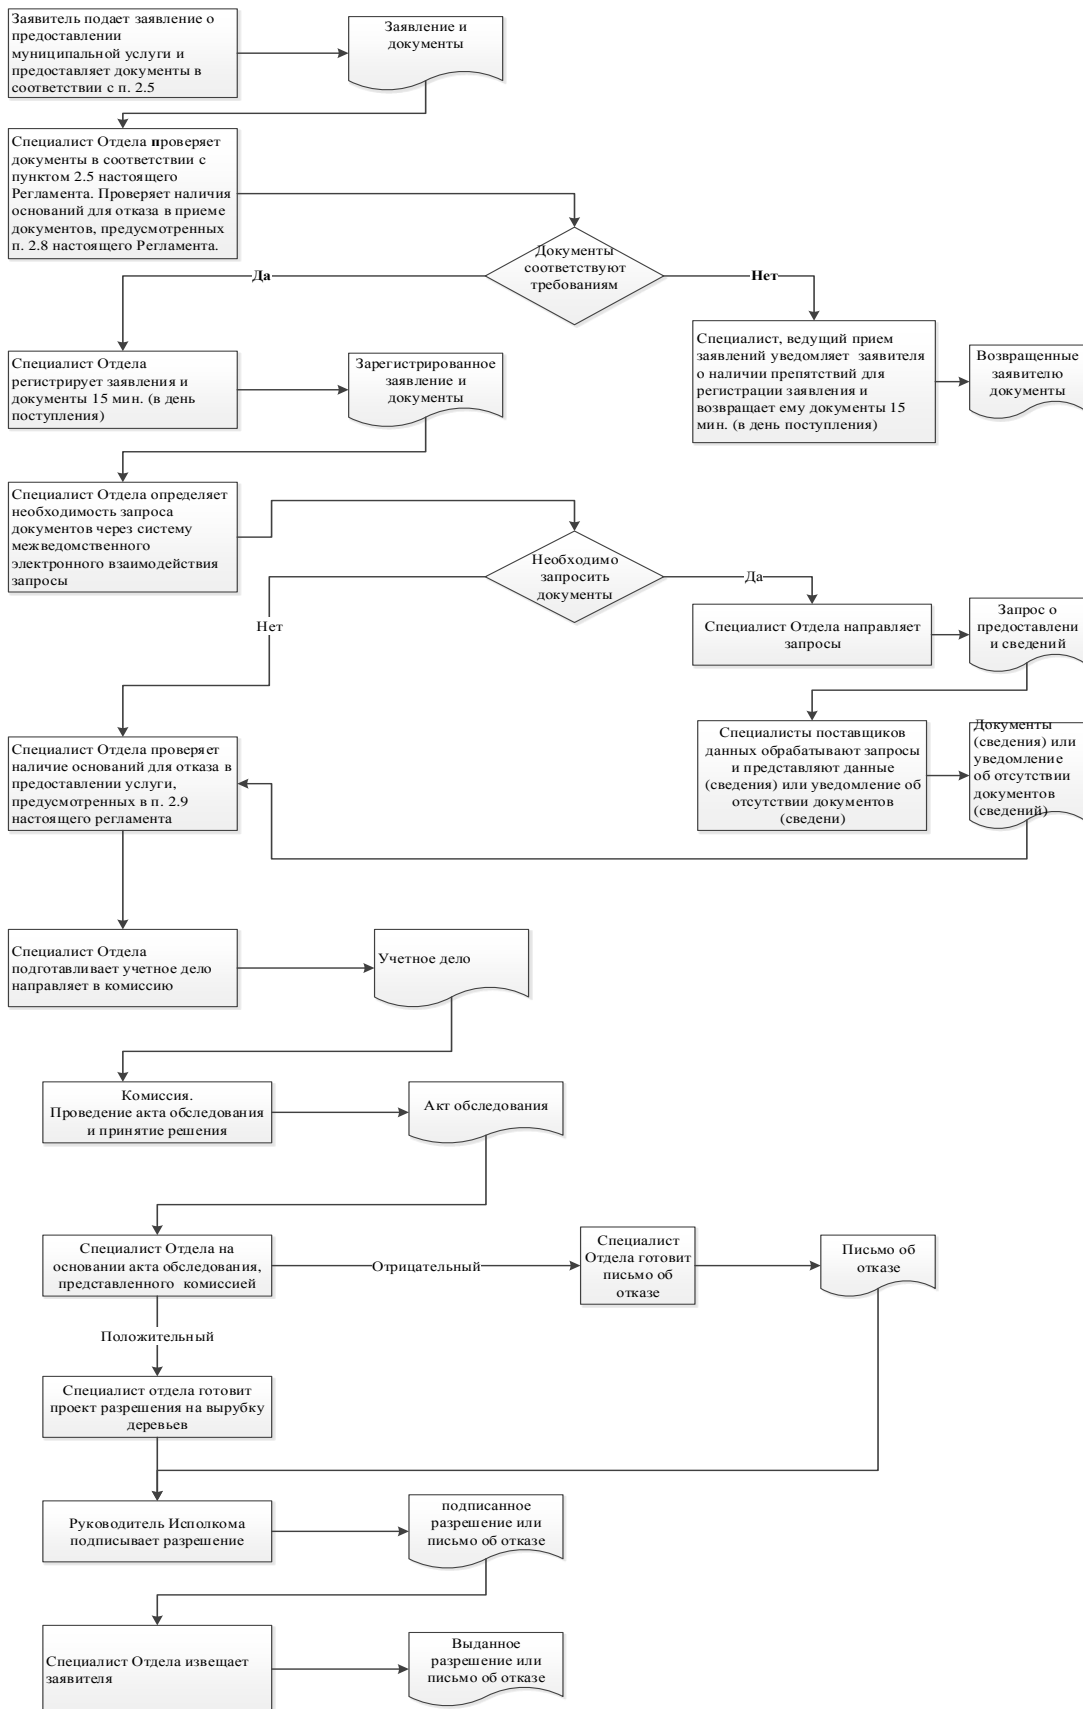 Заявитель подает заявление о
предоставлении
муниципальной услуги и
предоставляет документы в
соответствии с п. 2.5
Заявление и
документы
Специалист Отдела проверяет
документы в соответствии с
пунктом 2.5 настоящего
Регламента. Проверяет наличия
оснований для отказа в приеме
документов, предусмотренных
п. 2.8 настоящего Регламента.
Документы
соответствуют
требованиям
Да
Нет
Специалист Отдела
регистрирует заявления и
документы 15 мин. (в день
поступления)
Зарегистрированное
заявление и
документы
Специалист, ведущий прием
заявлений уведомляет заявителя
о наличии препятствий для
регистрации заявления и
возвращает ему документы 15
мин. (в день поступления)
Возвращенные
заявителю
документы
Специалист Отдела определяет
необходимость запроса
документов через систему
межведомственного
электронного взаимодействия
запросы
Необходимо
запросить
документы
Да
Нет
Специалист Отдела направляет
запросы
Запрос о
предоставлени
и сведений
Специалист Отдела проверяет
наличие оснований для отказа в
предоставлении услуги,
предусмотренных в п. 2.9
настоящего регламента
Специалисты поставщиков
данных обрабатывают запросы
и представляют данные
(сведения) или уведомление об
отсутствии документов
(сведени)
Документы
(сведения) или
уведомление
об отсутствии
документов
(сведений)
Специалист Отдела
подготавливает учетное дело
направляет в комиссию
Учетное дело
Комиссия.
Проведение акта обследования
и принятие решения
Акт обследования
Специалист Отдела на
основании акта обследования,
представленного комиссией
Отрицательный
Специалист
Отдела готовит
письмо об
отказе
Письмо об
отказе
Положительный
Специалист отдела готовит
проект разрешения на вырубку
деревьев
Руководитель Исполкома
подписывает разрешение
подписанное
разрешение или
письмо об отказе
Специалист Отдела извещает
заявителя
Выданное
разрешение или
письмо об отказе